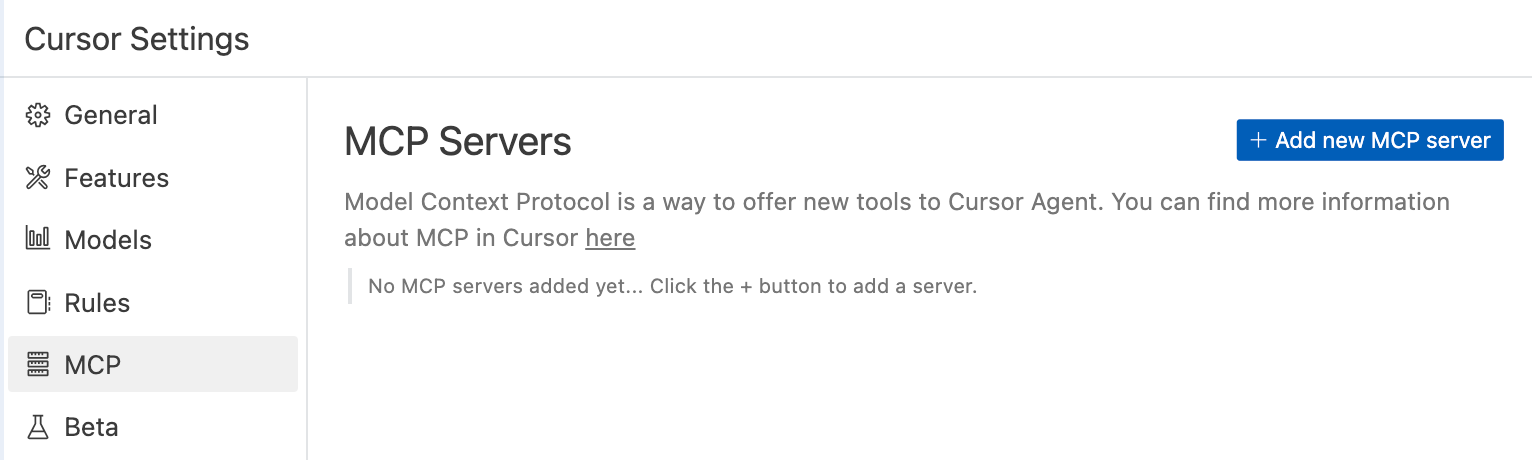 Cursor Settings
General
Features
Models
Rules
MCP
Beta
MCP Servers
+ Add new MCP server
Model Context Protocol is a way to offer new tools to Cursor Agent. You can find more information
about MCP in Cursor here
No MCP servers added yet... Click the + button to add a server.